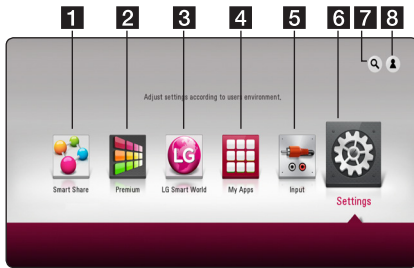 1 2 3 4 5 6 7 8
Adjust settings according to users environment.
LG
Smart Share Premium LG Smart World My Apps Input Settings